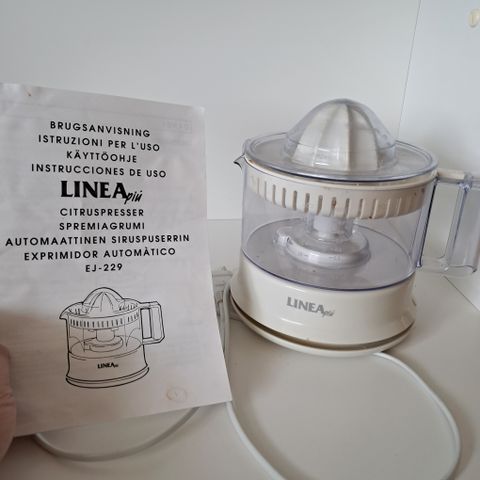 BRUGSANVISNING
ISTRUZIONI PER L'USO
KÄYTTÖOHJE
INSTRUCCIONES DE USO
LINEA più
CITRUSPRESSER
SPREMIAGRUMI
AUTOMAATTINEN SIRUSPUSERRIN
EXPRIMIDOR AUTOMÀTICO
EJ-229
LINEA più
LINEA più